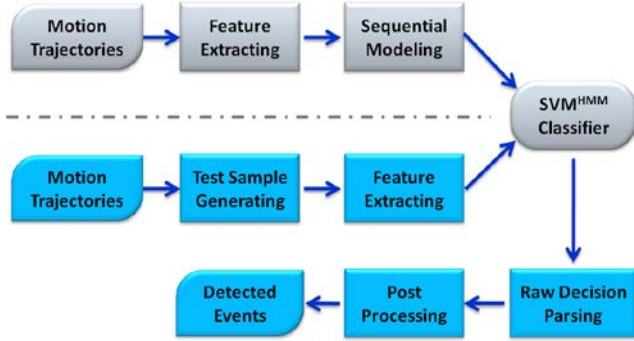 Motion
Trajectories
Feature
Extracting
Sequential
Modeling
SVMHMM
Classifier
Motion
Trajectories
Test Sample
Generating
Feature
Extracting
Detected
Events
Post
Processing
Raw Decision
Parsing